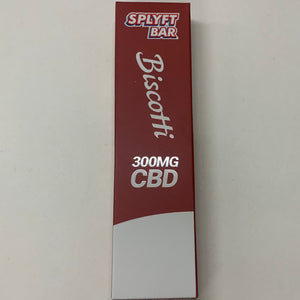 SPLYFT
BAR
Biscotti
300MG
CBD